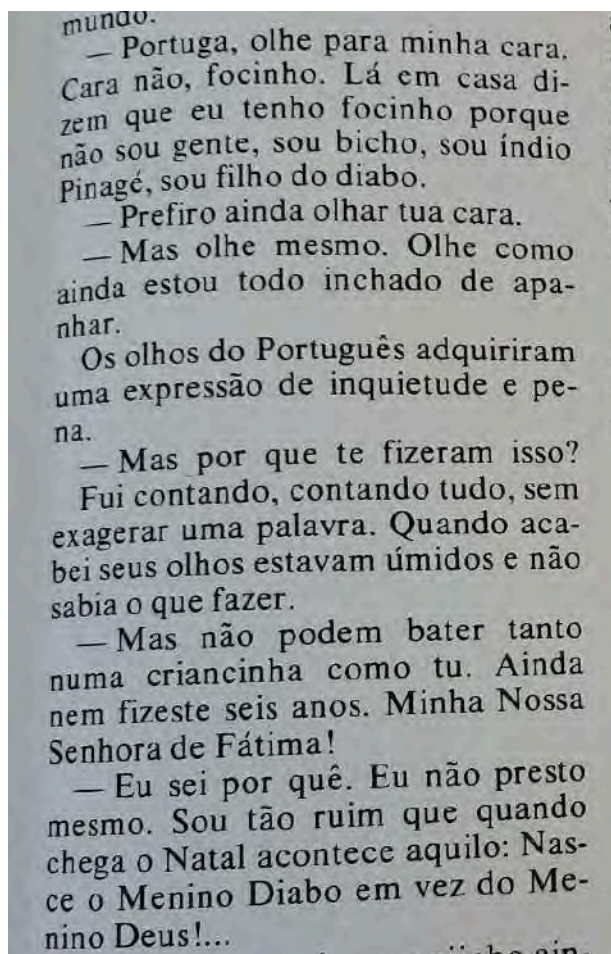 mundo.
— Portuga, olhe para minha cara.
Cara não, focinho. Lá em casa di-
zem que eu tenho focinho porque
não sou gente, sou bicho, sou índio
Pinagé, sou filho do diabo.
— Prefiro ainda olhar tua cara.
— Mas olhe mesmo. Olhe como
ainda estou todo inchado de apa-
nhar.
Os olhos do Português adquiriram
uma expressão de inquietude e pe-
na.
— Mas por que te fizeram isso?
Fui contando, contando tudo, sem
exagerar uma palavra. Quando aca-
bei seus olhos estavam úmidos e não
sabia o que fazer.
— Mas não podem bater tanto
numa criancinha como tu. Ainda
nem fizeste seis anos. Minha Nossa
Senhora de Fátima!
— Eu sei por quê. Eu não presto
mesmo. Sou tão ruim que quando
chega o Natal acontece aquilo: Nas-
ce o Menino Diabo em vez do Me-
nino Deus!...